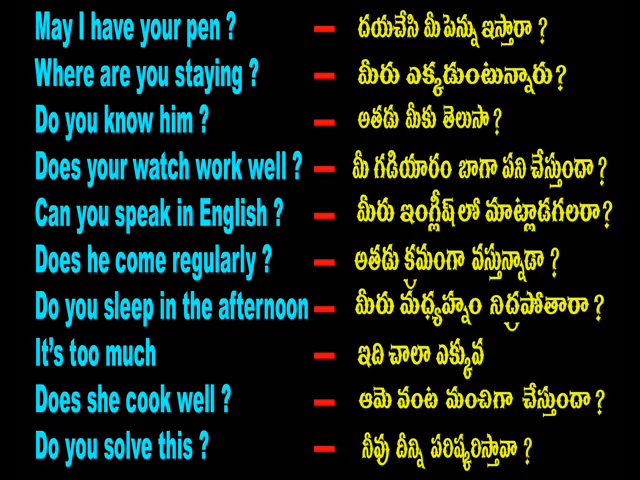 May I have your pen ? – దయచేసి మీ పెన్ను ఇస్తారా ?
Where are you staying ? – మీరు ఎక్కడుంటున్నారు?
Do you know him ? – అతడు మీకు తెలుసా ?
Does your watch work well ? – మీ గడియారం బాగా పని చేస్తుందా ?
Can you speak in English ? – మీరు ఇంగ్లీష్ లో మాట్లాడగలరా?
Does he come regularly ? – అతడు క్రమంగా వస్తున్నాడా ?
Do you sleep in the afternoon – మీరు మధ్యహ్నం నిద్రపోతారా ?
It's too much – ఇది చాలా ఎక్కువ
Does she cook well ? – ఆమె వంట మంచిగా చేస్తుందా ?
Do you solve this ? – నీవు దీన్ని పరిష్కరిస్తావా ?